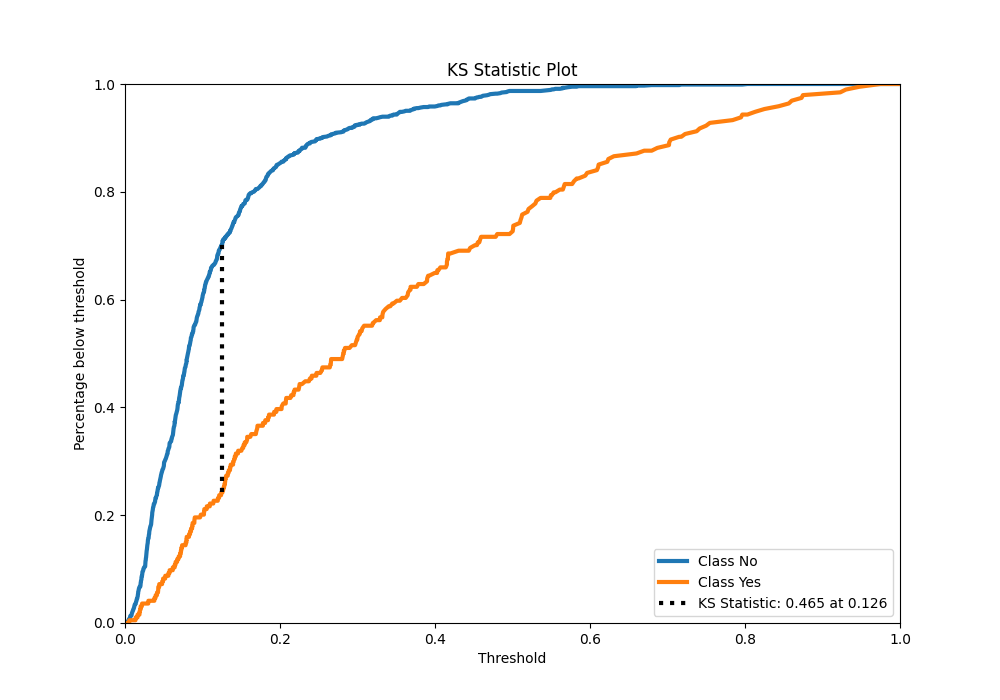 KS Statistic Plot
1.0
0.8
0.6
0.4
0.2
0.0
Percentage below threshold
0.0 0.2 0.4 0.6 0.8 1.0
Threshold
Class No
Class Yes
KS Statistic: 0.465 at 0.126